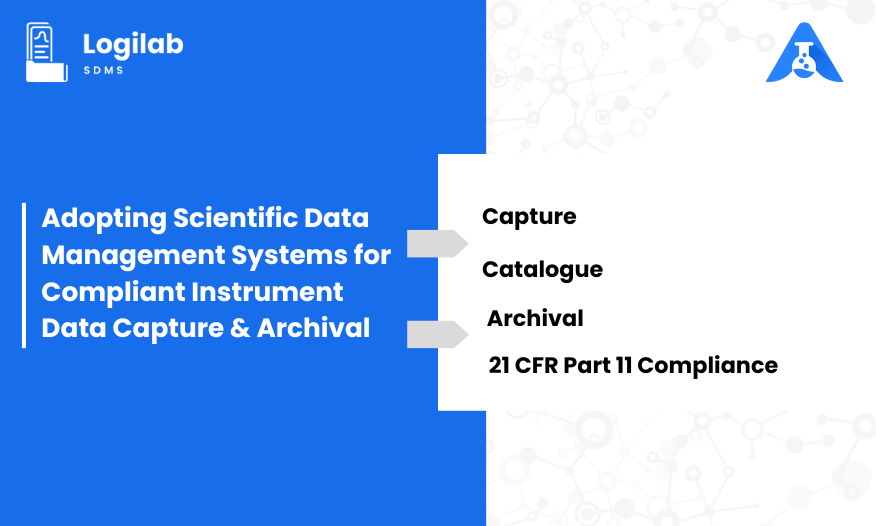 Logilab
SDMS
Adopting Scientific Data
Management Systems for
Compliant Instrument
Data Capture & Archival
Capture
Catalogue
Archival
21 CFR Part 11 Compliance